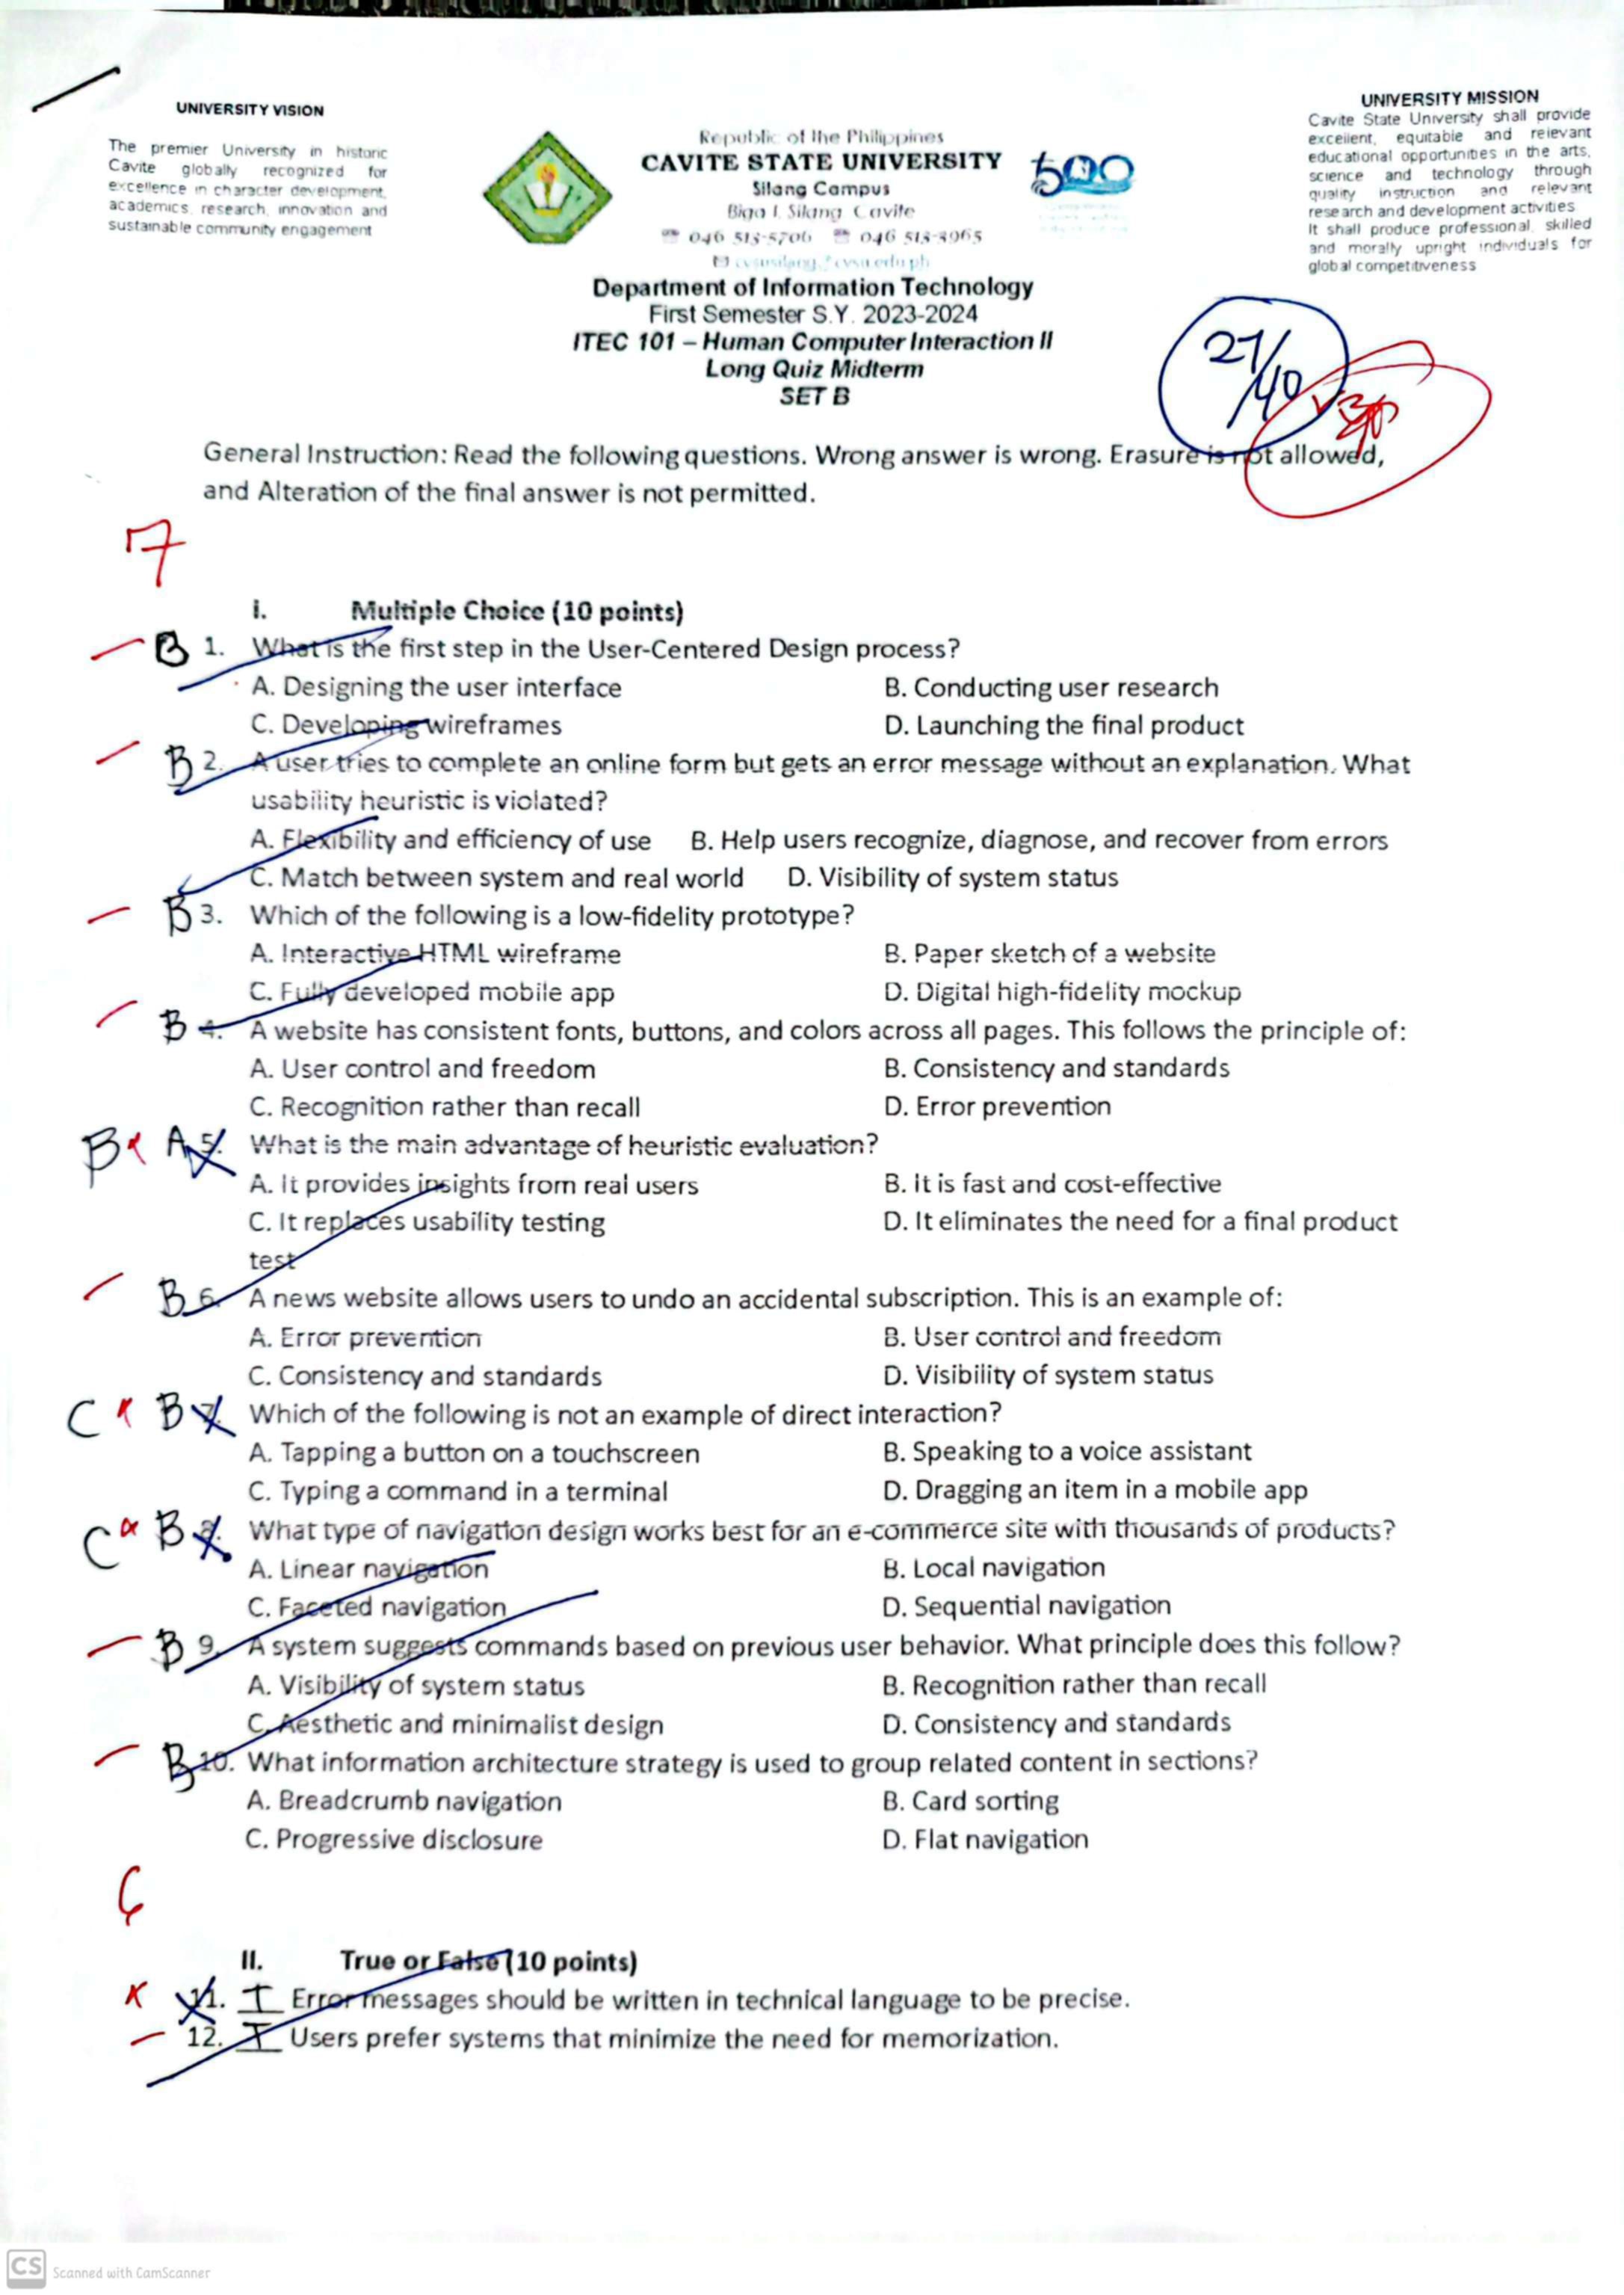 UNIVERSITY VISION
The premier University in historic
Cavite globally recognized for
excellence in character development,
academics, research, innovation and
sustainable community engagement
Republic of the Philippines
CAVITE STATE UNIVERSITY
Silang Campus
Biga I, Silang, Cavite
046 513-3965
500
UNIVERSITY MISSION
Cavite State University shall provide
excellent, equitable and relevant
educational opportunities in the arts,
science and technology through
quality instruction and relevant
research and development activities
It shall produce professional, skilled
and morally upright individuals for
global competitiveness
Department of Information Technology
First Semester S.Y. 2023-2024
ITEC 101 – Human Computer Interaction II
Long Quiz Midterm
SET B
27/40
General Instruction: Read the following questions. Wrong answer is wrong. Erasure is not allowed,
and Alteration of the final answer is not permitted.
7
I. Multiple Choice (10 points)
B 1. What is the first step in the User-Centered Design process?
A. Designing the user interface B. Conducting user research
C. Developing wireframes D. Launching the final product
B 2. A user tries to complete an online form but gets an error message without an explanation. What
usability heuristic is violated?
A. Flexibility and efficiency of use B. Help users recognize, diagnose, and recover from errors
C. Match between system and real world D. Visibility of system status
B 3. Which of the following is a low-fidelity prototype?
A. Interactive HTML wireframe B. Paper sketch of a website
C. Fully developed mobile app D. Digital high-fidelity mockup
B 4. A website has consistent fonts, buttons, and colors across all pages. This follows the principle of:
A. User control and freedom B. Consistency and standards
C. Recognition rather than recall D. Error prevention
B A 5. What is the main advantage of heuristic evaluation?
A. It provides insights from real users B. It is fast and cost-effective
C. It replaces usability testing D. It eliminates the need for a final product
test
B 6. A news website allows users to undo an accidental subscription. This is an example of:
A. Error prevention B. User control and freedom
C. Consistency and standards D. Visibility of system status
C B 7. Which of the following is not an example of direct interaction?
A. Tapping a button on a touchscreen B. Speaking to a voice assistant
C. Typing a command in a terminal D. Dragging an item in a mobile app
C B 8. What type of navigation design works best for an e-commerce site with thousands of products?
A. Linear navigation B. Local navigation
C. Faceted navigation D. Sequential navigation
B 9. A system suggests commands based on previous user behavior. What principle does this follow?
A. Visibility of system status B. Recognition rather than recall
C. Aesthetic and minimalist design D. Consistency and standards
B 10. What information architecture strategy is used to group related content in sections?
A. Breadcrumb navigation B. Card sorting
C. Progressive disclosure D. Flat navigation
6
II. True or False (10 points)
11. T Error messages should be written in technical language to be precise.
12. T Users prefer systems that minimize the need for memorization.
CS Scanned with CamScanner